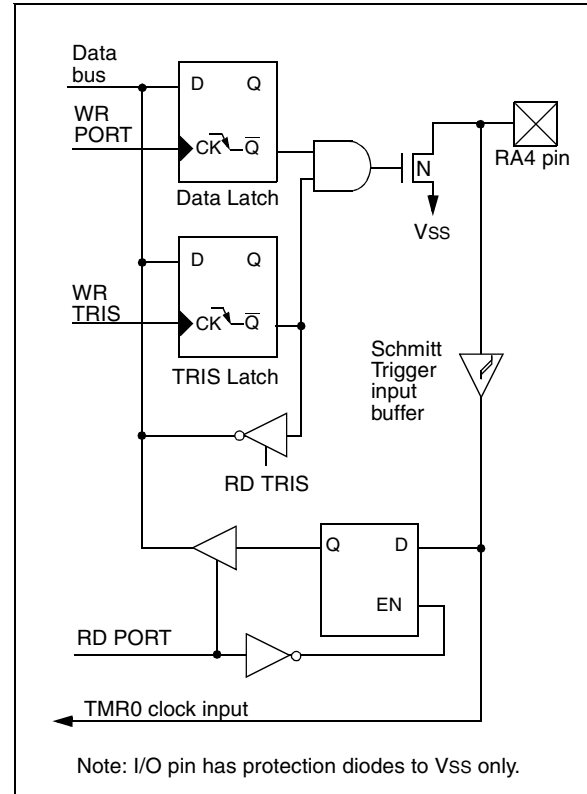 Data
bus
D Q
WR
PORT
CK Q̅
Data Latch
N
RA4 pin
VSS
D Q
WR
TRIS
CK Q̅
TRIS Latch
Schmitt
Trigger
input
buffer
RD TRIS
Q D
EN
RD PORT
TMR0 clock input
Note: I/O pin has protection diodes to VSS only.